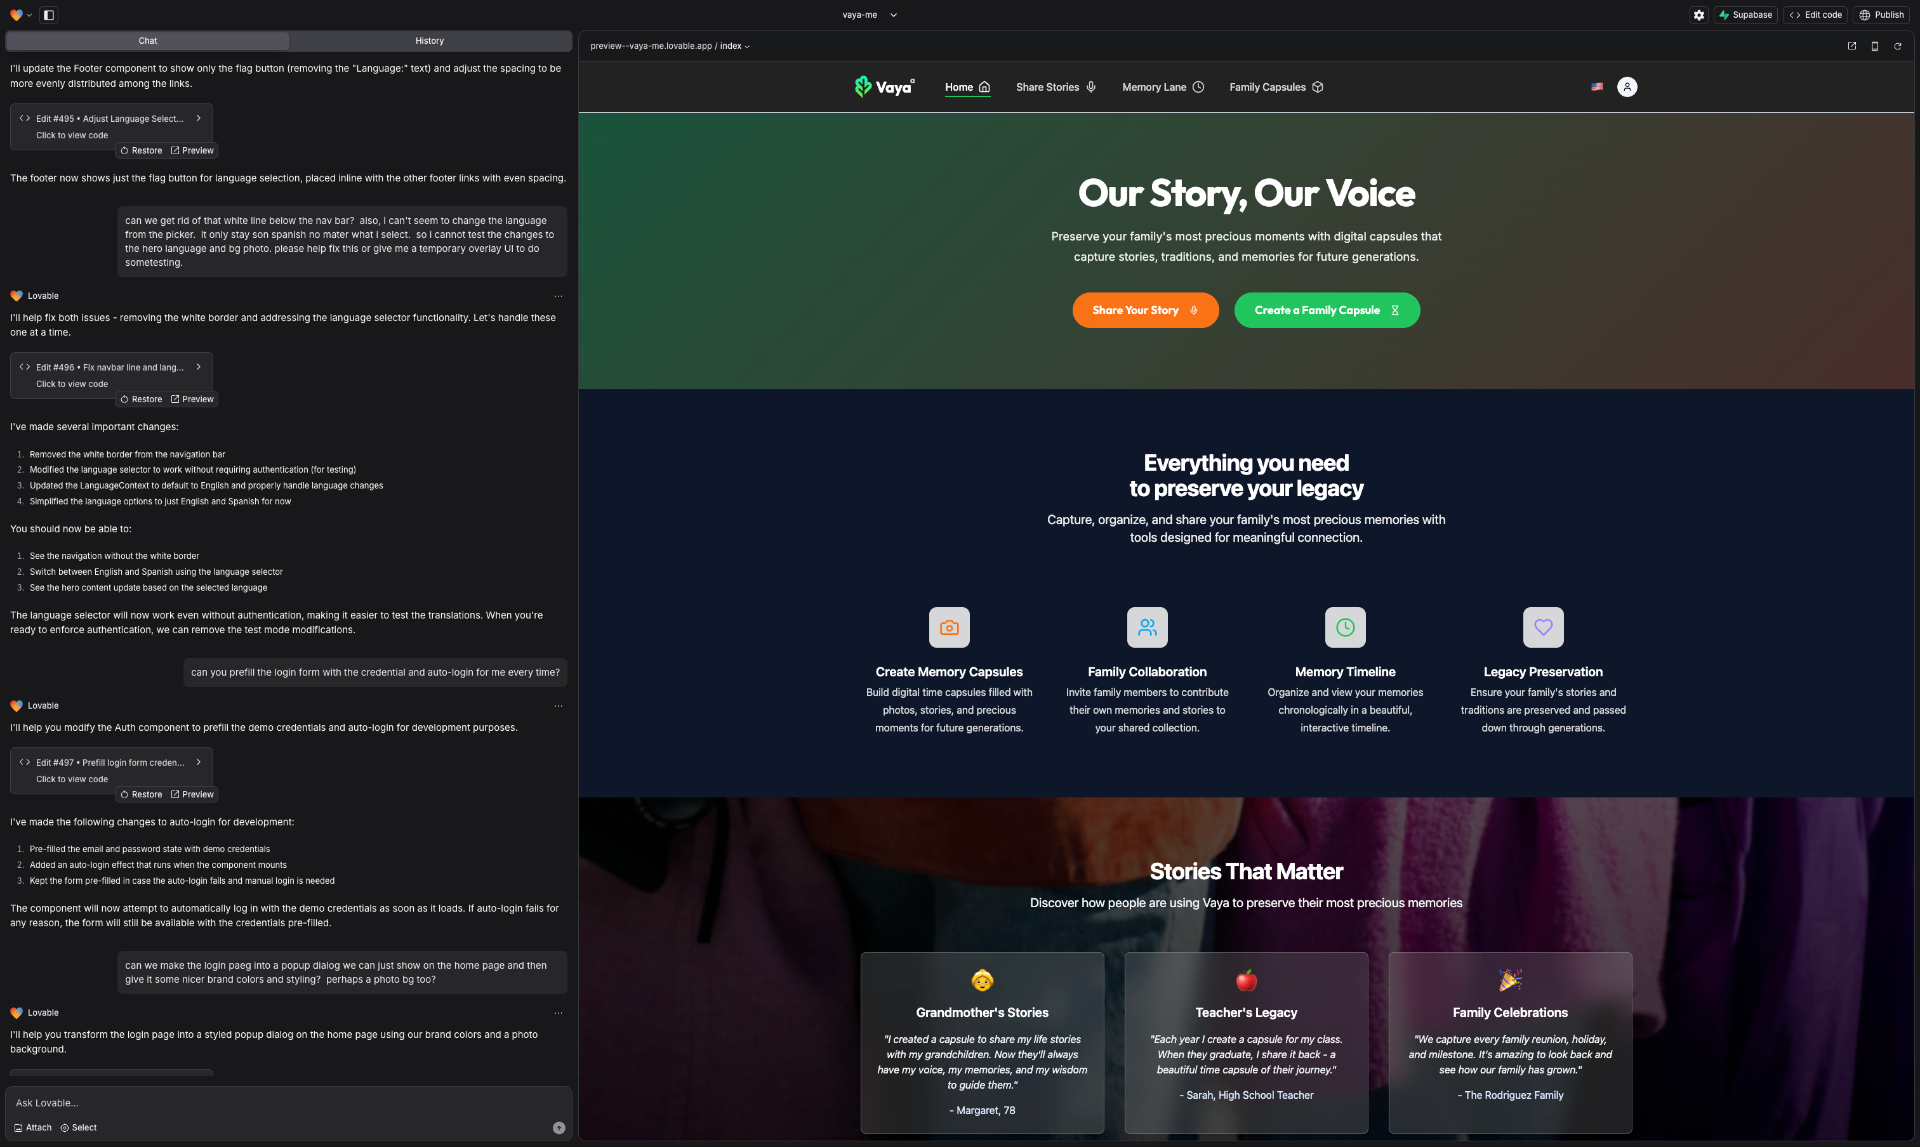 vaya-me
Supabase
Edit code
Publish
Chat
History
I'll update the Footer component to show only the flag button (removing the "Language:" text) and adjust the spacing to be
more evenly distributed among the links.
Edit #495 • Adjust Language Select...
Click to view code
Restore
Preview
The footer now shows just the flag button for language selection, placed inline with the other footer links with even spacing.
can we get rid of that white line below the nav bar?  also, i can't seem to change the language
from the picker.  it only stay son spanish no mater what i select.  so i cannot test the changes to
the hero language and bg photo. please help fix this or give me a temporary overlay UI to do
sometesting.
Lovable
I'll help fix both issues - removing the white border and addressing the language selector functionality. Let's handle these
one at a time.
Edit #496 • Fix navbar line and lang...
Click to view code
Restore
Preview
I've made several important changes:
1. Removed the white border from the navigation bar
2. Modified the language selector to work without requiring authentication (for testing)
3. Updated the LanguageContext to default to English and properly handle language changes
4. Simplified the language options to just English and Spanish for now
You should now be able to:
1. See the navigation without the white border
2. Switch between English and Spanish using the language selector
3. See the hero content update based on the selected language
The language selector will now work even without authentication, making it easier to test the translations. When you're
ready to enforce authentication, we can remove the test mode modifications.
can you prefill the login form with the credential and auto-login for me every time?
Lovable
I'll help you modify the Auth component to prefill the demo credentials and auto-login for development purposes.
Edit #497 • Prefill login form creden...
Click to view code
Restore
Preview
I've made the following changes to auto-login for development:
1. Pre-filled the email and password state with demo credentials
2. Added an auto-login effect that runs when the component mounts
3. Kept the form pre-filled in case the auto-login fails and manual login is needed
The component will now attempt to automatically log in with the demo credentials as soon as it loads. If auto-login fails for
any reason, the form will still be available with the credentials pre-filled.
can we make the login paeg into a popup dialog we can just show on the home page and then
give it some nicer brand colors and styling?  perhaps a photo bg too?
Lovable
I'll help you transform the login page into a styled popup dialog on the home page using our brand colors and a photo
background.
Ask Lovable...
Attach
Select
preview--vaya-me.lovable.app / index
Vaya
Home
Share Stories
Memory Lane
Family Capsules
Our Story, Our Voice
Preserve your family's most precious moments with digital capsules that
capture stories, traditions, and memories for future generations.
Share Your Story
Create a Family Capsule
Everything you need
to preserve your legacy
Capture, organize, and share your family's most precious memories with
tools designed for meaningful connection.
Create Memory Capsules
Build digital time capsules filled with
photos, stories, and precious
moments for future generations.
Family Collaboration
Invite family members to contribute
their own memories and stories to
your shared collection.
Memory Timeline
Organize and view your memories
chronologically in a beautiful,
interactive timeline.
Legacy Preservation
Ensure your family's stories and
traditions are preserved and passed
down through generations.
Stories That Matter
Discover how people are using Vaya to preserve their most precious memories
Grandmother's Stories
"I created a capsule to share my life stories
with my grandchildren. Now they'll always
have my voice, my memories, and my wisdom
to guide them."
- Margaret, 78
Teacher's Legacy
"Each year I create a capsule for my class.
When they graduate, I share it back - a
beautiful time capsule of their journey."
- Sarah, High School Teacher
Family Celebrations
"We capture every family reunion, holiday,
and milestone. It's amazing to look back and
see how our family has grown."
- The Rodriguez Family